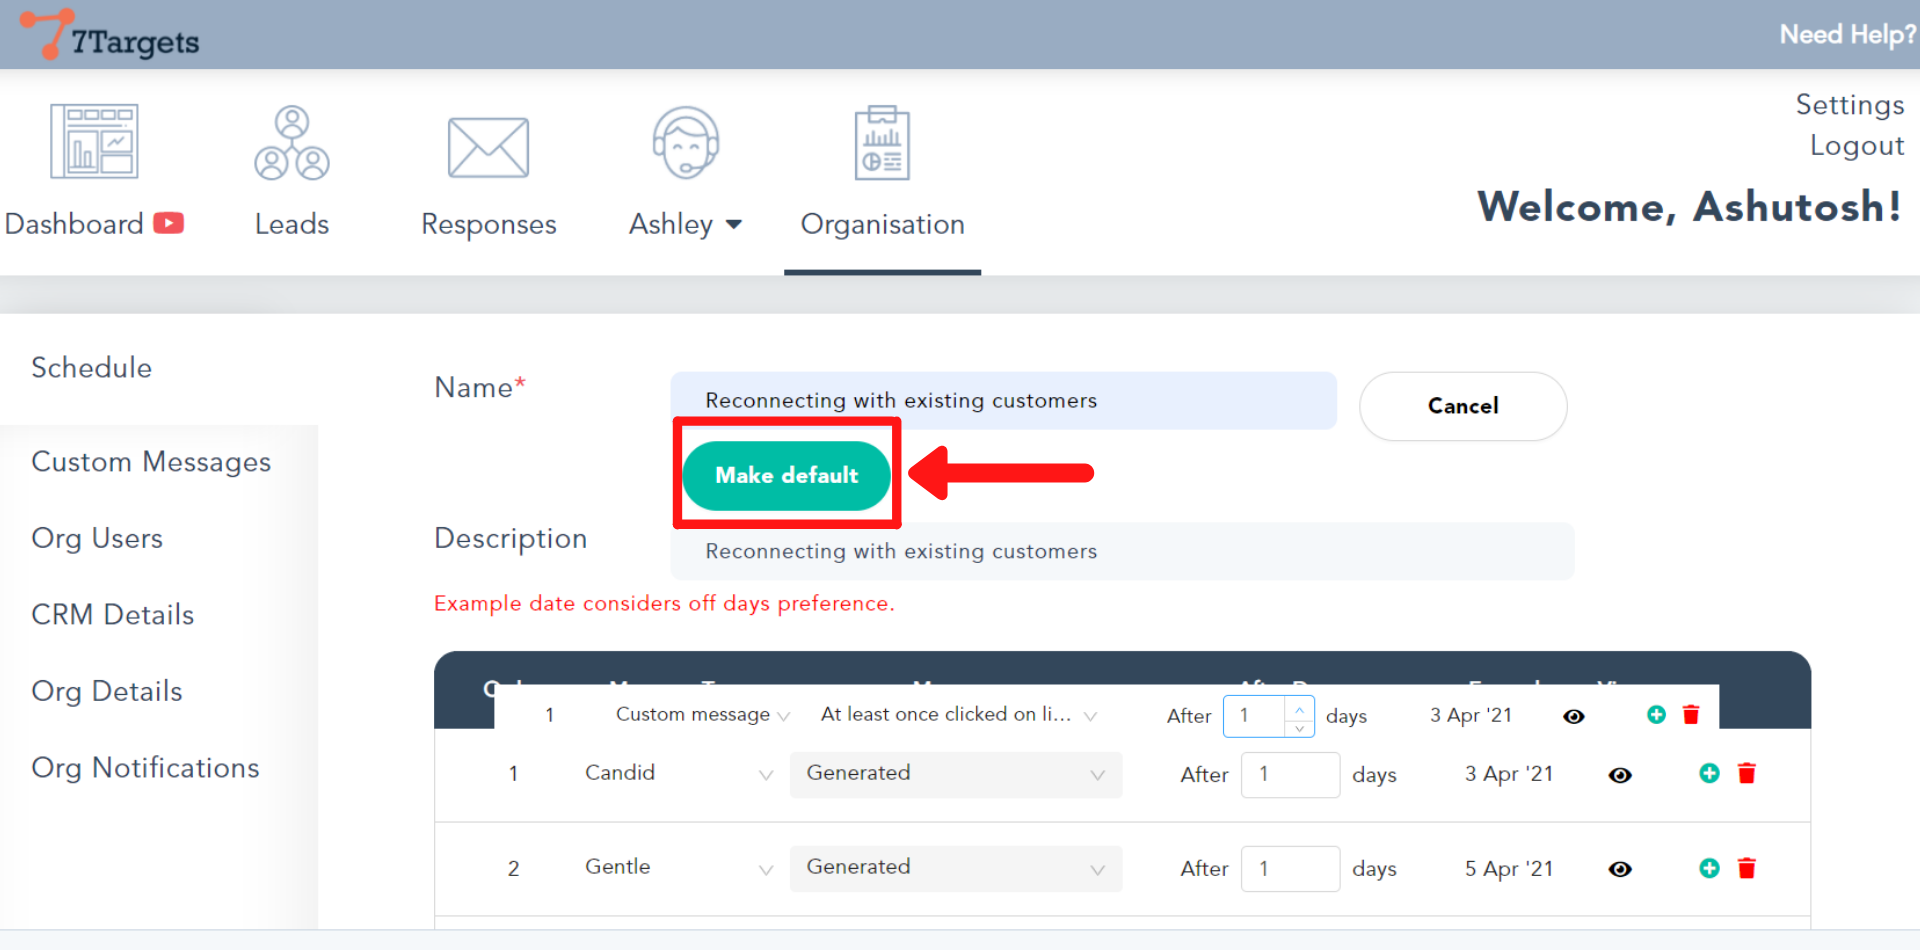 7Targets
Need Help?
Settings
Logout
Welcome, Ashutosh!
Dashboard
Leads
Responses
Ashley
Organisation
Schedule
Custom Messages
Org Users
CRM Details
Org Details
Org Notifications
Name*
Reconnecting with existing customers
Cancel
Make default
Description
Reconnecting with existing customers
Example date considers off days preference.
1 Custom message At least once clicked on li... After 1 days 3 Apr '21
1 Candid Generated After 1 days 3 Apr '21
2 Gentle Generated After 1 days 5 Apr '21